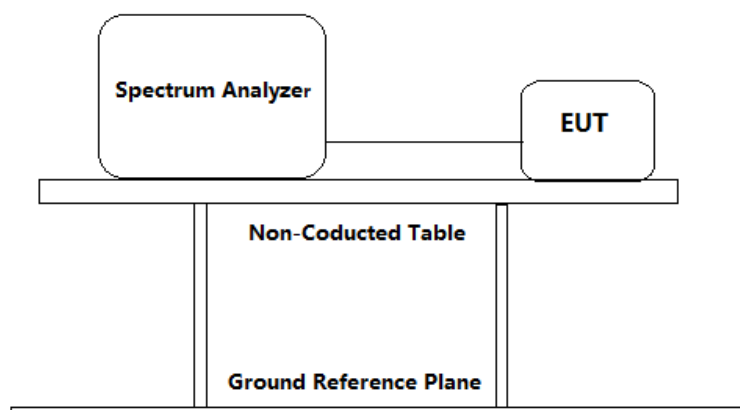 Spectrum Analyzer
EUT
Non-Coducted Table
Ground Reference Plane